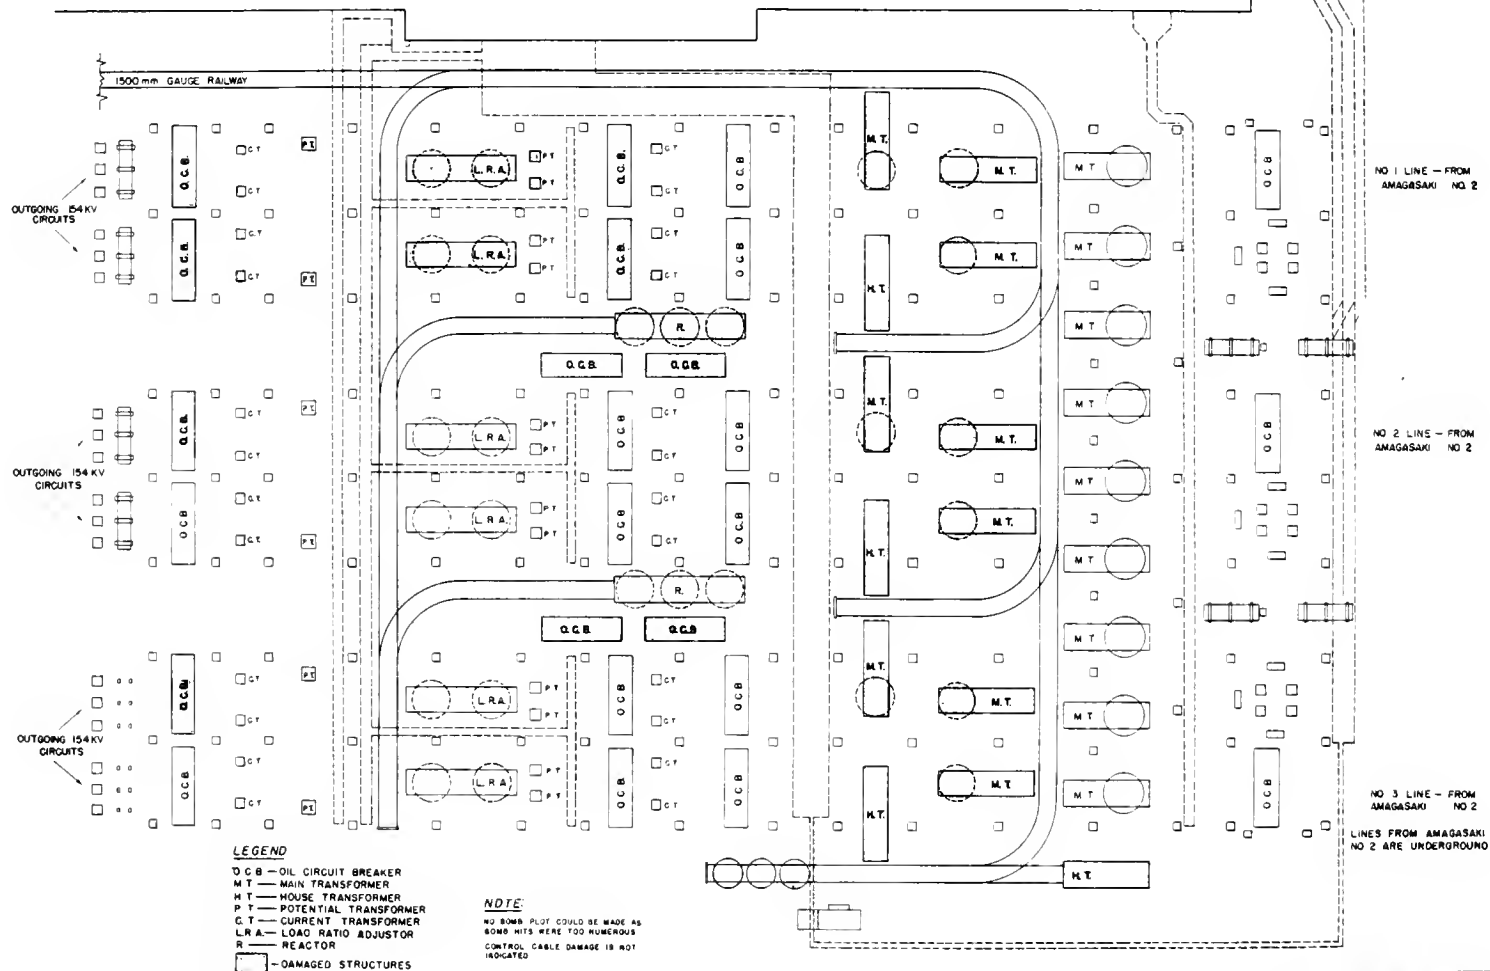 1500mm GAUGE RAILWAY
O.C.B.
C T
P.T.
L.R.A.
P T
P T
O.C.B.
C T
O C B
M.T.
M. T.
M T
O C B
NO 1 LINE — FROM
AMAGASAKI NO. 2
C T
C T
OUTGOING 154 KV
CIRCUITS
O.C.B.
C T
C T
P.T.
L.R.A.
P T
P T
O.C.B.
C T
C T
O C B
H.T.
M. T.
M T
R.
M T
O.C.B.
O.C.B.
O.C.B.
C T
P.T.
L.R.A.
P T
P T
O C B
C T
C T
O C B
M.T.
M.T.
M T
O C B
NO 2 LINE — FROM
AMAGASAKI NO 2
C T
OUTGOING 154 KV
CIRCUITS
O C B
C.T.
C.T.
P.T.
L.R.A.
P T
P T
O C B
C T
C T
O C B
H.T.
M.T.
M T
R.
M T
O.C.B.
O.C.B
M T
O.C.B.
C T
C T
P.T.
L.R.A.
P T
P T
O C B
C T
C T
O C B
M.T.
M.T.
M T
OUTGOING 154 KV
CIRCUITS
O.C.B.
C T
C T
P.T.
L.R.A
P T
P T
O C B
C T
C T
O C B
H.T.
M.T.
M T
O C B
NO 3 LINE — FROM
AMAGASAKI NO 2
LINES FROM AMAGASAKI
NO 2 ARE UNDERGROUND
H.T.
LEGEND
O C B — OIL CIRCUIT BREAKER
M T — MAIN TRANSFORMER
H T — HOUSE TRANSFORMER
P T — POTENTIAL TRANSFORMER
C. T — CURRENT TRANSFORMER
L.R.A. — LOAD RATIO ADJUSTOR
R — REACTOR
— DAMAGED STRUCTURES
NOTE:
NO BOMB PLOT COULD BE MADE AS
BOMB HITS WERE TOO NUMEROUS
CONTROL CABLE DAMAGE IS NOT
INDICATED